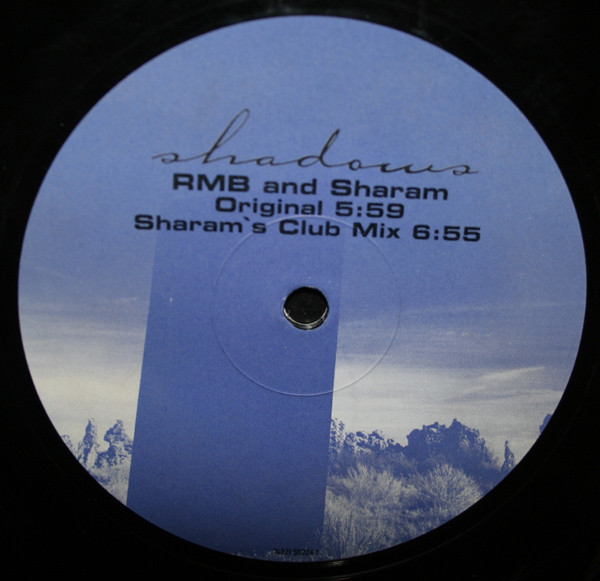 shadows
RMB and Sharam
Original 5:59
Sharam`s Club Mix 6:55